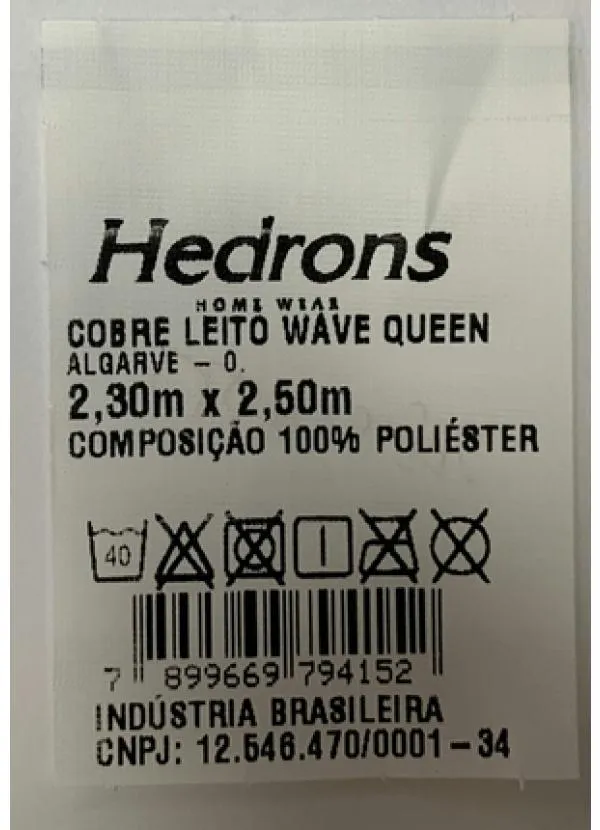 Hedrons
HOME WEAR
COBRE LEITO WAVE QUEEN
ALGARVE – 0.
2,30m x 2,50m
COMPOSIÇÃO 100% POLIÉSTER
40
7 899669 794152
INDÚSTRIA BRASILEIRA
CNPJ: 12.546.470/0001-34